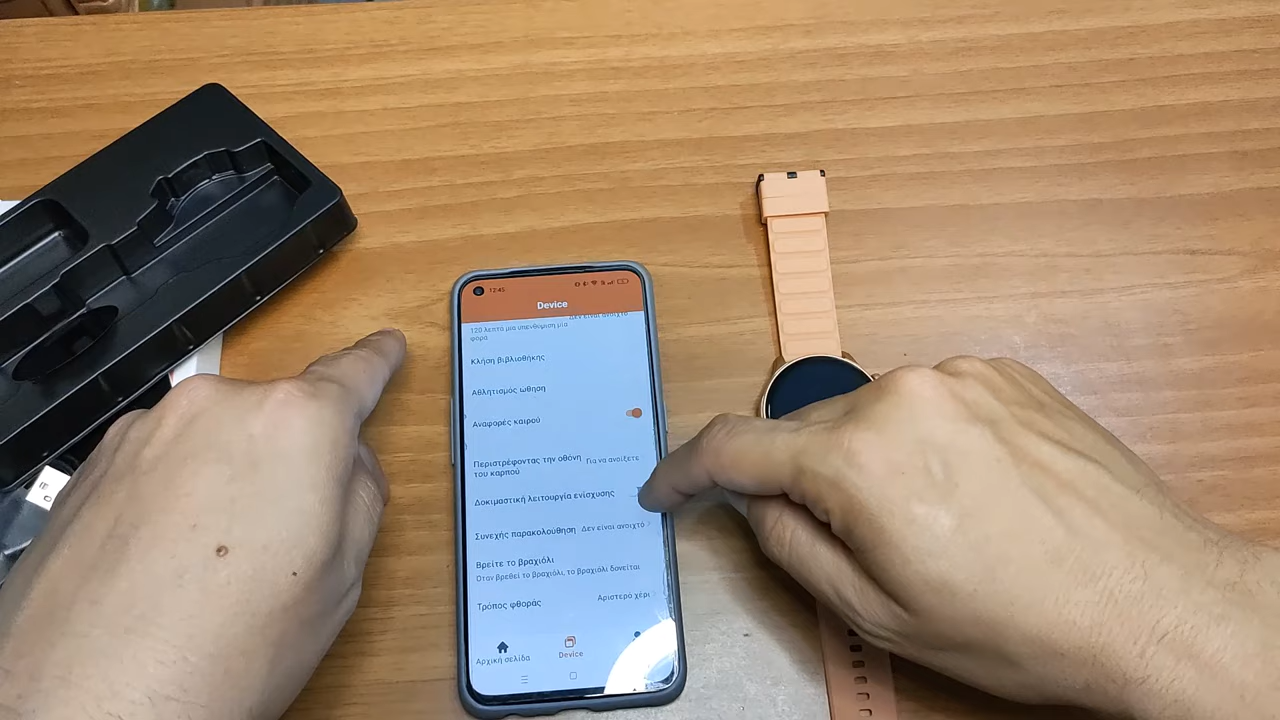 12:45
Device
Δεν είναι ανοιχτό
120 λεπτα μια υπενθύμιση μία
φορά
Κλήση βιβλιοθήκης
Αθλητισμός ώθηση
Αναφορές καιρού
Περιστρέφοντας την οθόνη
του καρπού
Για να ανοίξετε
Δοκιμαστική λειτουργία ενίσχυσης
Συνεχής παρακολούθηση Δεν είναι ανοιχτό
Βρείτε το βραχιόλι
Όταν βρεθεί το βραχιόλι, το βραχιόλι δονείται
Τρόπος φθοράς Αριστερό χέρι
Αρχική σελίδα
Device